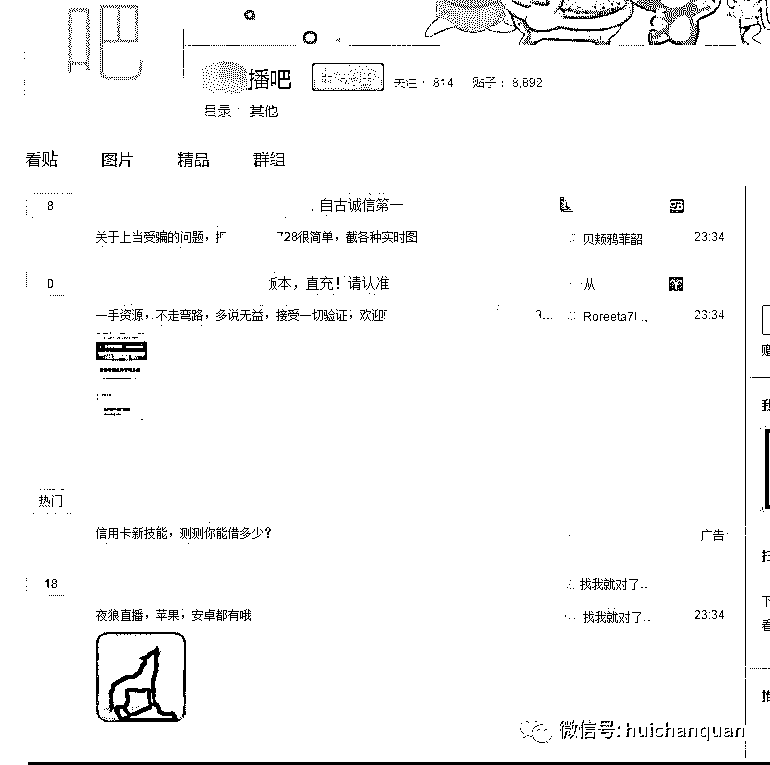 吧
播吧 关注: 814 贴子: 8,892
目录: 其他
看贴 图片 精品 群组
8 自古诚信第一
关于上当受骗的问题, 728很简单, 截各种实时图 贝颊鸦菲韶 23:34
0 版本, 直充! 请认准 从
一手资源, 不走弯路, 多说无益, 接受一切验证, 欢迎 3... Roreeta7 23:34
热门
信用卡新技能, 测测你能借多少? 广告
18 找我就对了..
夜狼直播, 苹果, 安卓都有哦 找我就对了.. 23:34
微信号: huichanquan